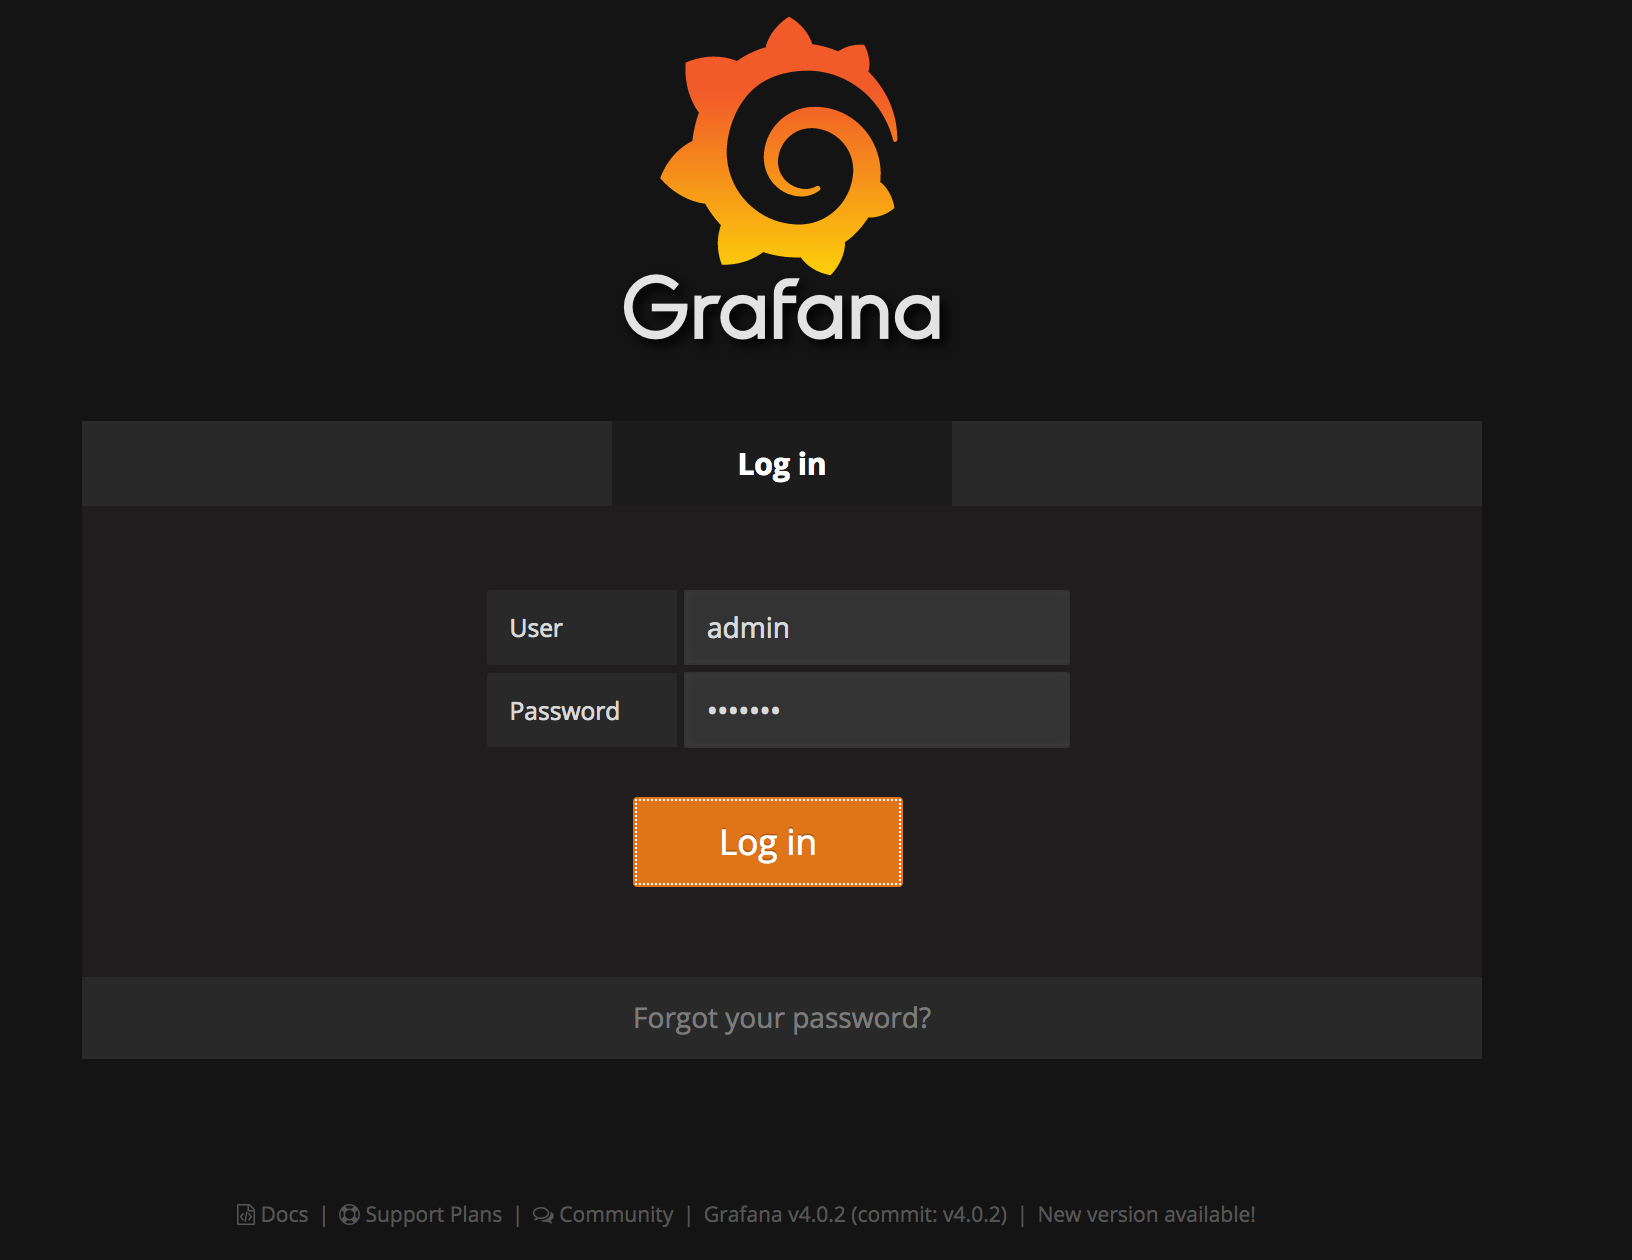 Grafana
Log in
User admin
Password •••••••
Log in
Forgot your password?
Docs | Support Plans | Community | Grafana v4.0.2 (commit: v4.0.2) | New version available!